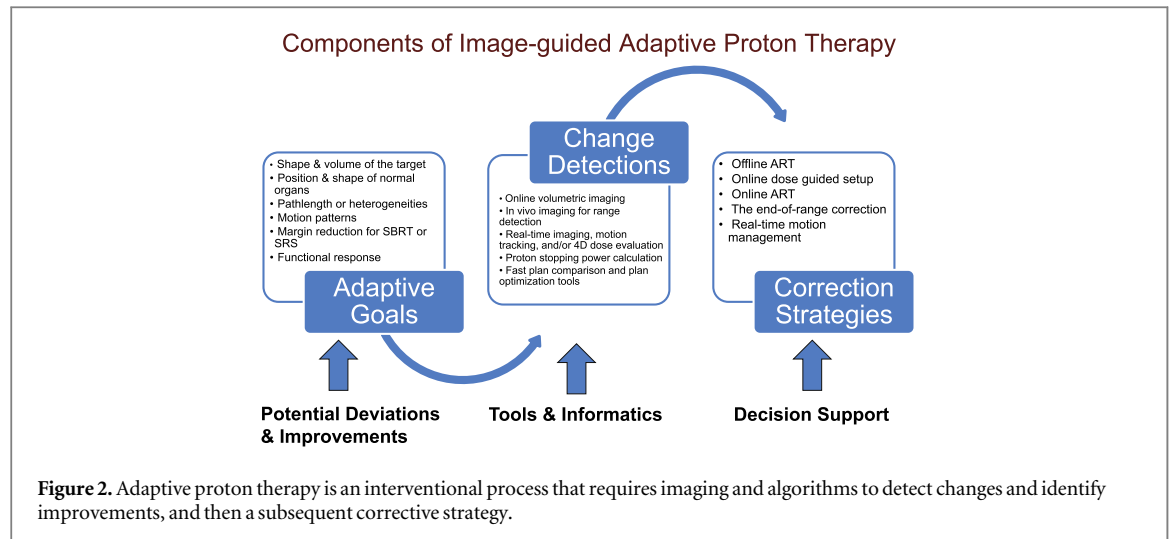 Components of Image-guided Adaptive Proton Therapy
• Shape & volume of the target
• Position & shape of normal
organs
• Pathlength or heterogeneities
• Motion patterns
• Margin reduction for SBRT or
SRS
• Functional response
Adaptive
Goals
Change
Detections
• Online volumetric imaging
• In vivo imaging for range
detection
• Real-time imaging, motion
tracking, and/or 4D dose evaluation
• Proton stopping power calculation
• Fast plan comparison and plan
optimization tools
• Offline ART
• Online dose guided setup
• Online ART
• The end-of-range correction
• Real-time motion
management
Correction
Strategies
Potential Deviations
& Improvements
Tools & Informatics
Decision Support
Figure 2. Adaptive proton therapy is an interventional process that requires imaging and algorithms to detect changes and identify
improvements, and then a subsequent corrective strategy.